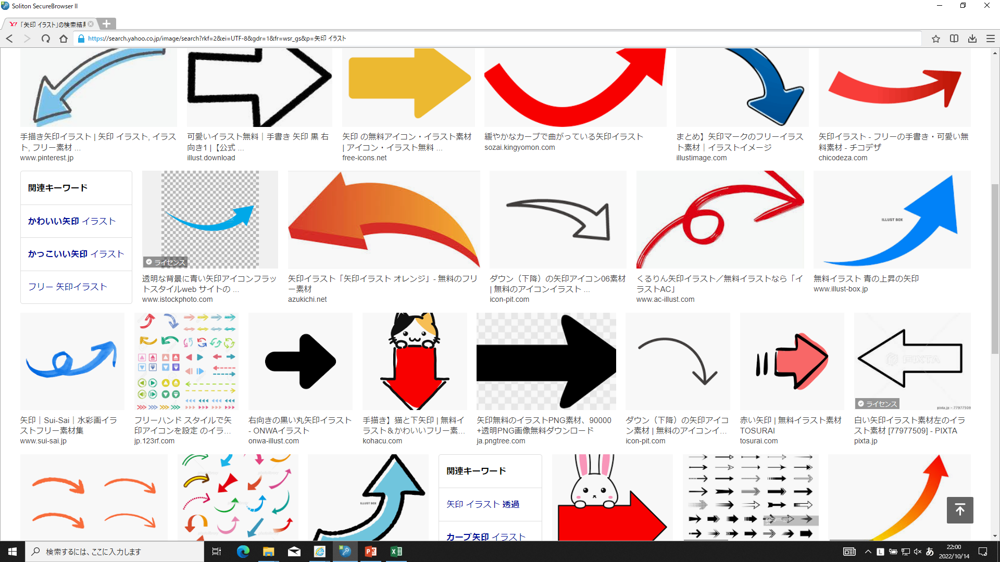 Soliton SecureBrowser II
「矢印 イラスト」の検索結果
https://search.yahoo.co.jp/image/search?rkf=2&ei=UTF-8&gdr=1&fr=wsr_gs&p=矢印 イラスト
手描き矢印イラスト | 矢印 イラスト, イラス
ト, フリー素材 ...
www.pinterest.jp
可愛いイラスト無料｜手書き 矢印 黒 右
向き1 |【公式 ...
illust.download
矢印 の無料アイコン・イラスト素材
| アイコン・イラスト無料 ...
free-icons.net
緩やかなカーブで曲がっている矢印イラスト
sozai.kingyomon.com
まとめ】矢印マークのフリーイラス
ト素材｜イラストイメージ
illustimage.com
矢印イラスト - フリーの手書き・可愛い無
料素材 - チコデザ
chicodeza.com
関連キーワード
かわいい矢印 イラスト
かっこいい矢印 イラスト
フリー 矢印イラスト
ライセンス
透明な背景に青い矢印アイコンフラッ
トスタイルweb サイトの ...
www.istockphoto.com
矢印イラスト「矢印イラスト オレンジ」- 無料のフリ
ー素材
azukichi.net
ダウン（下降）の矢印アイコン06素材
| 無料のアイコンイラスト ...
icon-pit.com
くるりん矢印イラスト／無料イラストなら「イ
ラストAC」
www.ac-illust.com
ILLUST BOX
無料イラスト 青の上昇の矢印
www.illust-box.jp
矢印｜Sui-Sai｜水彩画イラ
ストフリー素材集
www.sui-sai.jp
フリーハンド スタイルで矢
印アイコンを設定 のイラ...
jp.123rf.com
右向きの黒い丸矢印イラスト
- ONWAイラスト
onwa-illust.com
手描き】猫と下矢印 | 無料イ
ラスト＆かわいいフリー素...
kohacu.com
矢印無料のイラストPNG素材、90000
+透明PNG画像無料ダウンロード
ja.pngtree.com
ダウン（下降）の矢印アイコ
ン素材 | 無料のアイコンイ...
icon-pit.com
赤い矢印 | 無料イラスト素材
TOSURAI
tosurai.com
PIXTA
ライセンス
pixta.jp - 77977509
白い矢印イラスト素材左のイラ
スト素材 [77977509] - PIXTA
pixta.jp
ILLUST BOX
関連キーワード
矢印 イラスト 透過
カーブ矢印 イラスト
検索するには、ここに入力します
あ
22:00
2022/10/14